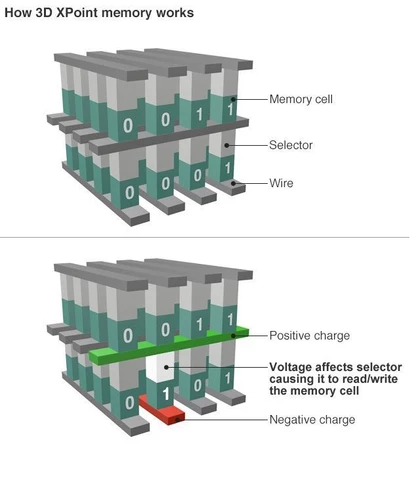 How 3D XPoint memory works
Memory cell
0 0 1 1
Selector
0 0 0 1
Wire
0 0 1 1
Positive charge
Voltage affects selector
causing it to read/write
the memory cell
0 1 0 1
Negative charge